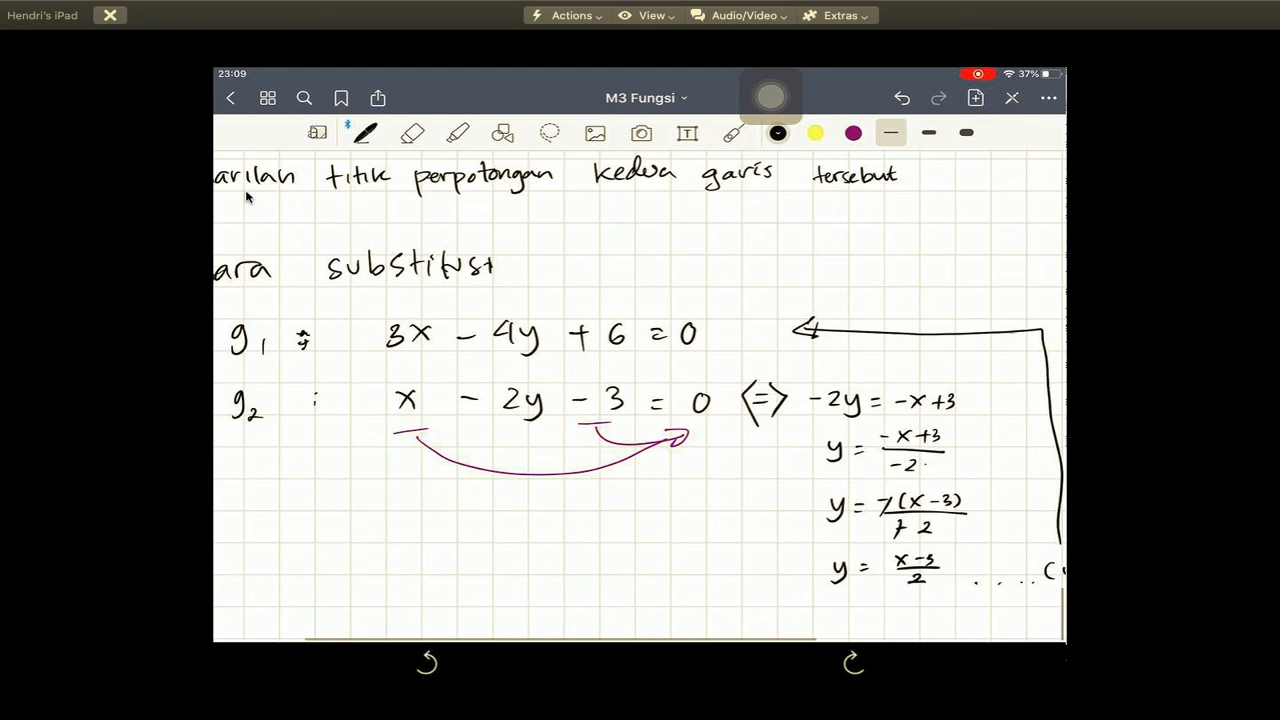 Hendri's iPad
Actions View Audio/Video Extras
23:09 37%
M3 Fungsi
arilan titik perpotongan kedua garis tersebut
ara substitusi
g₁ : 3x - 4y + 6 = 0
g₂ : x - 2y - 3 = 0 <=> -2y = -x+3
y = -x+3 / -2
y = -(x-3) / -2
y = x-3 / 2 ....(